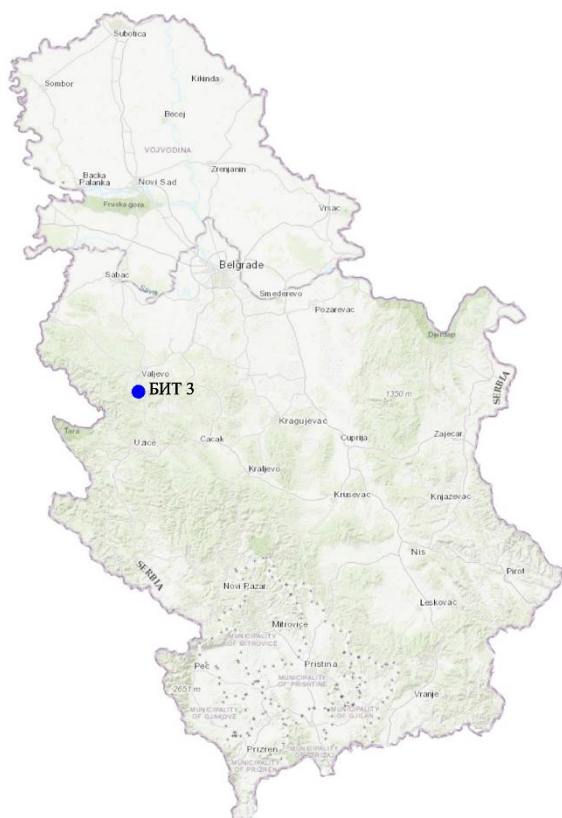 Subotica
Sombor
Kikinda
Becej
VOJVODINA
Backa
Palanka
Novi Sad
Zrenjanin
Fruska gora
Vrsac
Belgrade
Sabac
Sava
Smederevo
Pozarevac
Djerdap
Valjevo
БИТ 3
1350 m
SERBIA
Tara
Uzice
Cacak
Kragujevac
Cuprija
Zajecar
Kraljevo
Krusevac
Knjazevac
Nis
Pirot
SERBIA
Novi Pazar
Leskovac
Mitrovice
MUNICIPALITY
OF MITROVICE
Peć
Pristina
2651 m
MUNICIPALITY
OF PRISHTINE
Vranje
MUNICIPALITY
OF GJAKOVE
MUNICIPALITY
OF GJILAN
Prizren
MUNICIPALITY
MUNICIPALITY
OF PRIZREN